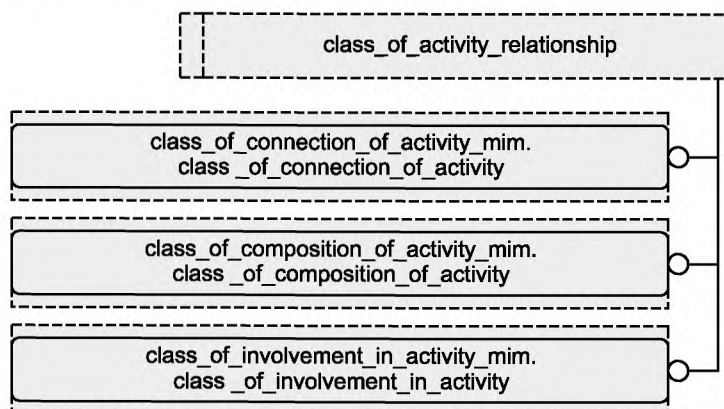 class_of_activity_relationship
class_of_connection_of_activity_mim.
class _of_connection_of_activity
class_of_composition_of_activity_mim.
class _of_composition_of_activity
class_of_involvement_in_activity_mim.
class _of_involvement_in_activity